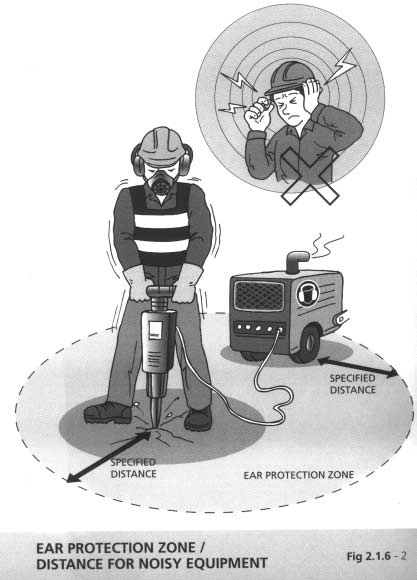 SPECIFIED
DISTANCE
SPECIFIED
DISTANCE
EAR PROTECTION ZONE
EAR PROTECTION ZONE /
DISTANCE FOR NOISY EQUIPMENT
Fig 2.1.6 - 2